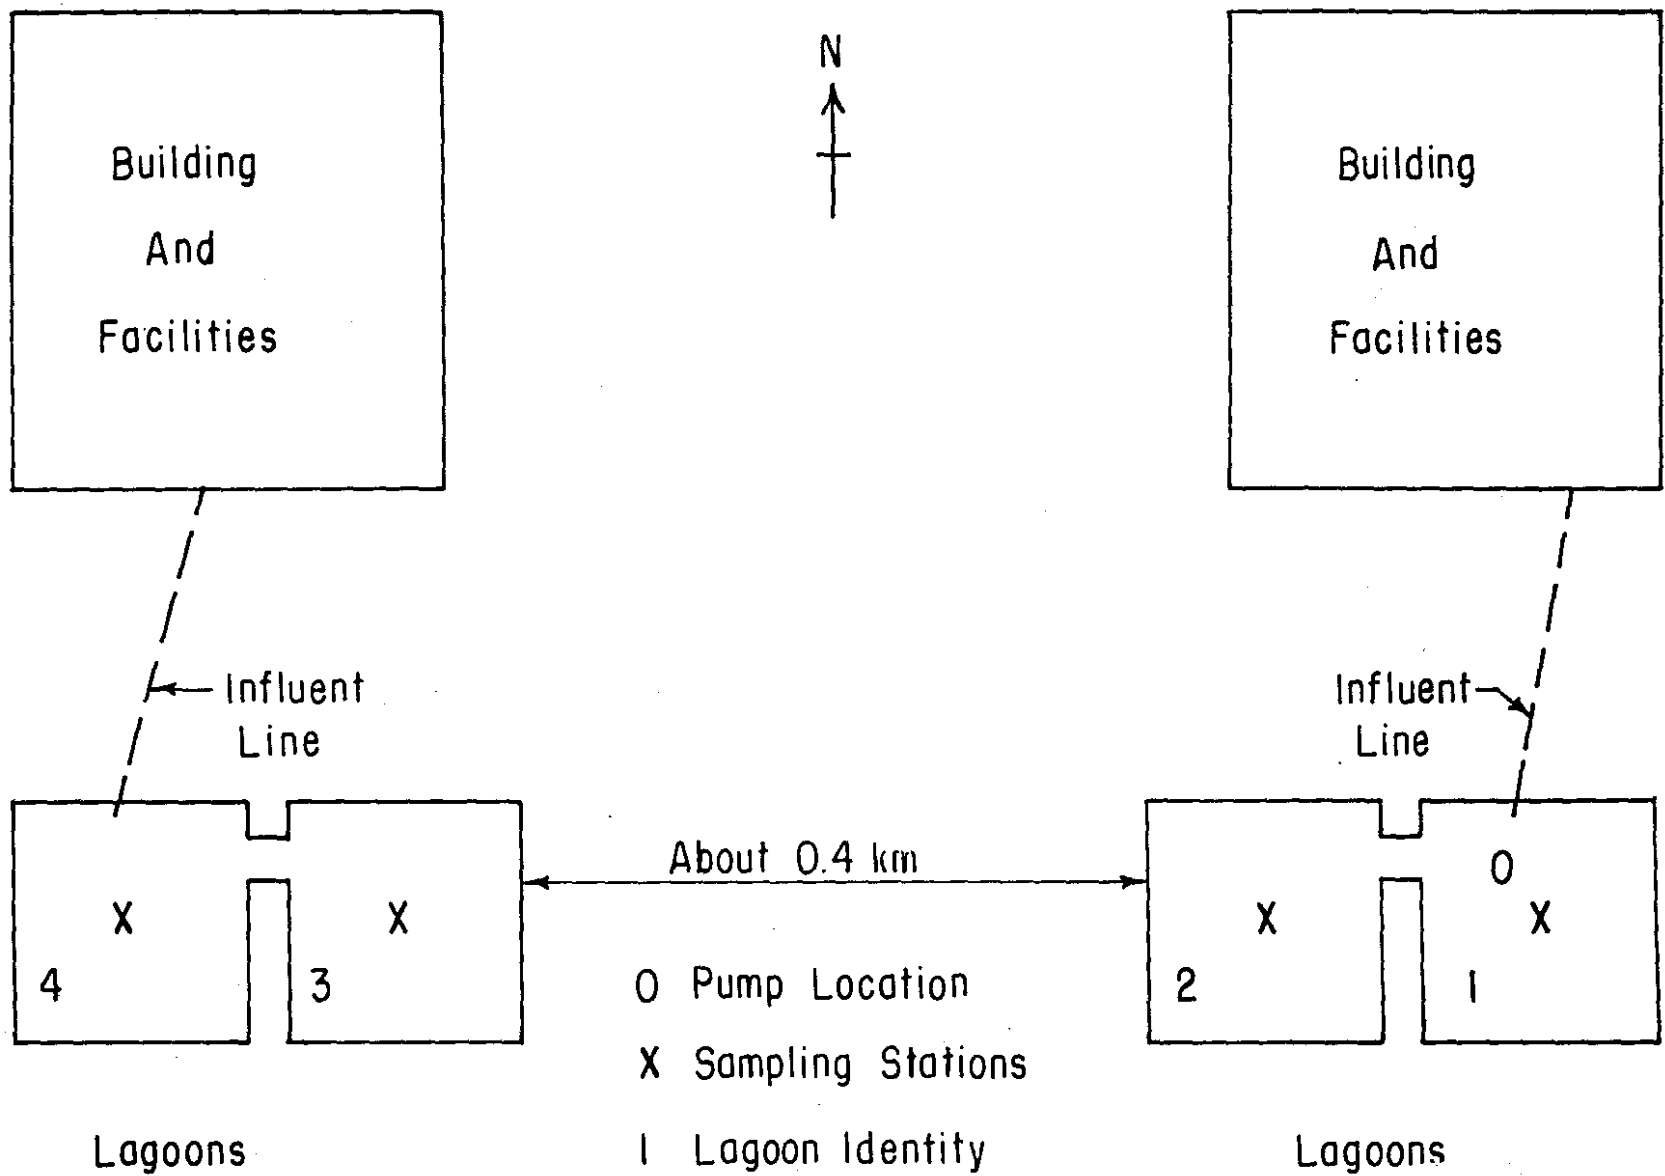 N
Building
And
Facilities
Building
And
Facilities
Influent
Line
Influent
Line
About 0.4 km
O
X
X
X
X
4
3
2
1
O Pump Location
X Sampling Stations
1 Lagoon Identity
Lagoons
Lagoons